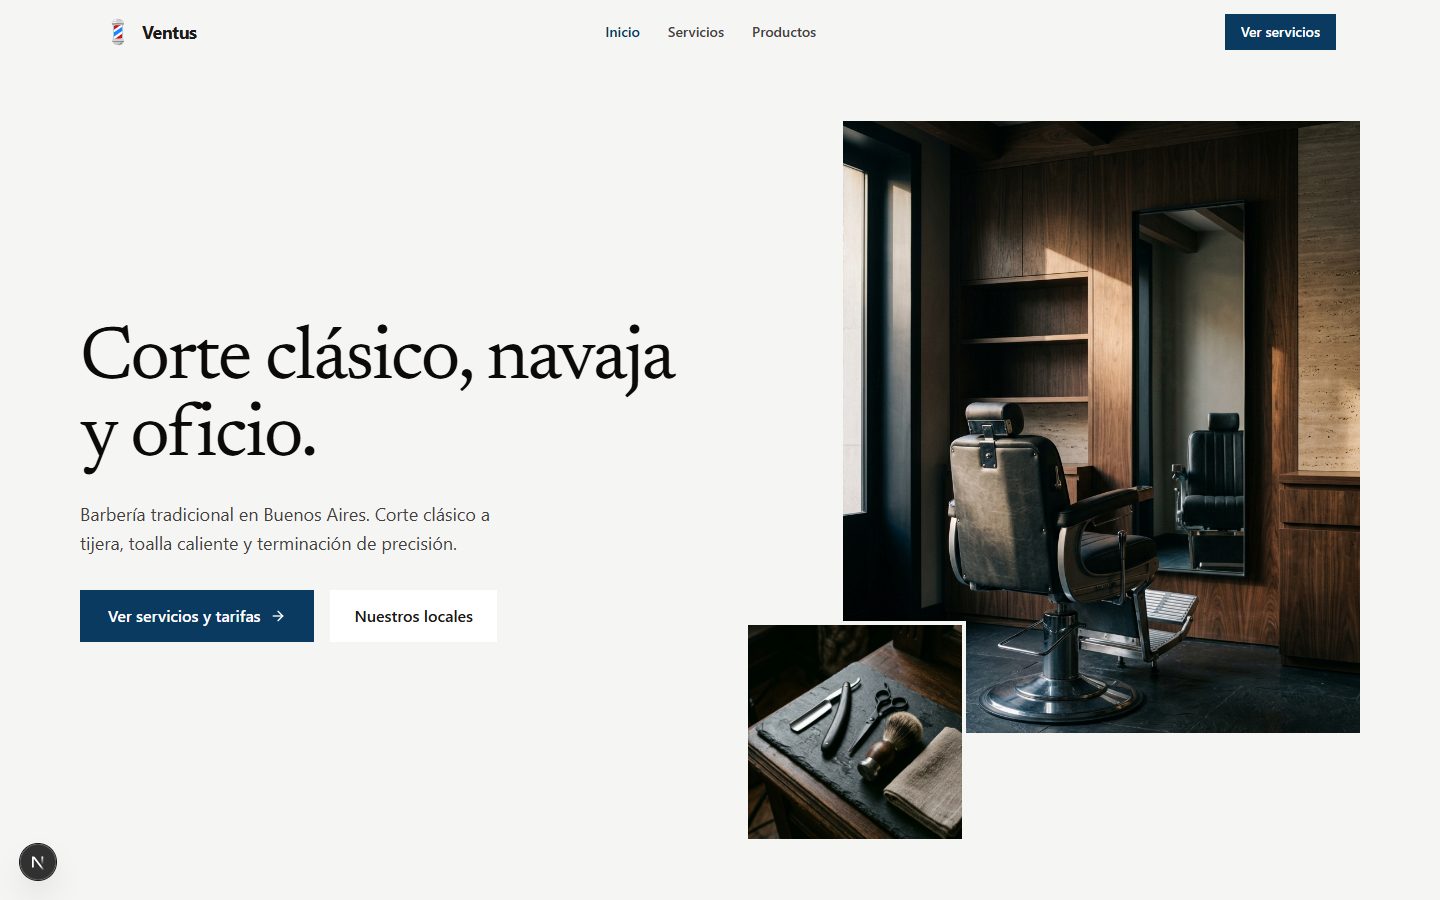 Ventus
Inicio
Servicios
Productos
Ver servicios
Corte clásico, navaja
y oficio.
Barbería tradicional en Buenos Aires. Corte clásico a
tijera, toalla caliente y terminación de precisión.
Ver servicios y tarifas →
Nuestros locales
N